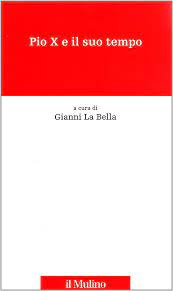 Pio X e il suo tempo
a cura di
Gianni La Bella
il Mulino